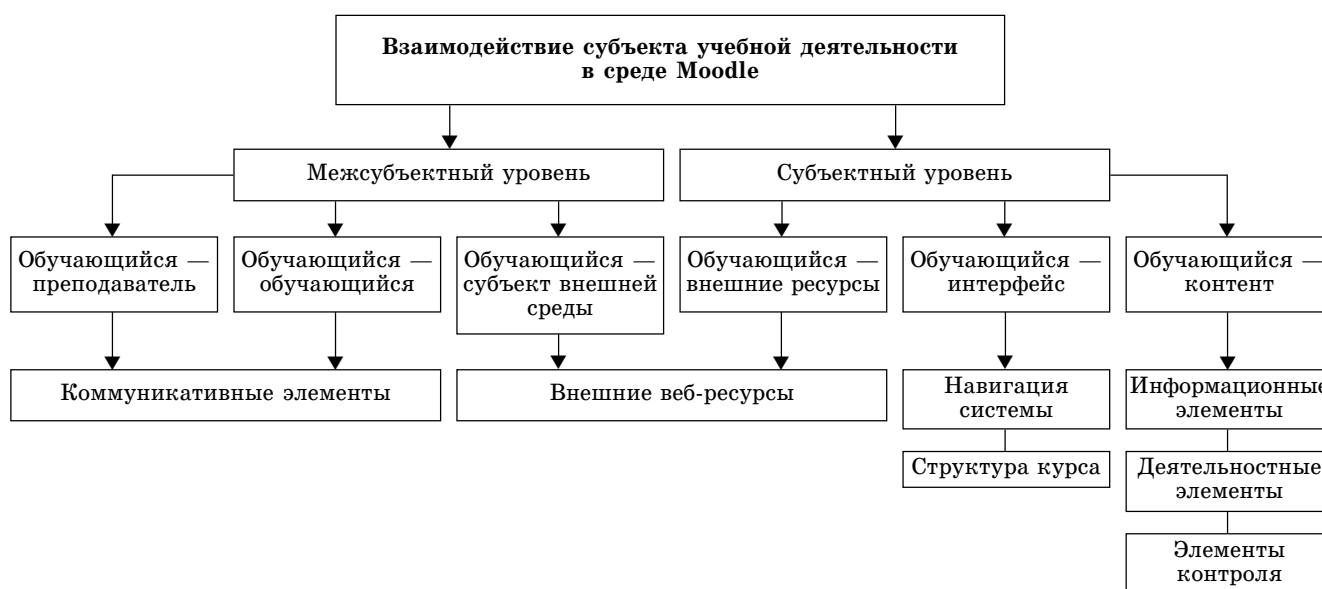 Взаимодействие субъекта учебной деятельности
в среде Moodle
Межсубъектный уровень
Субъектный уровень
Обучающийся —
преподаватель
Обучающийся —
обучающийся
Обучающийся —
субъект внешней
среды
Обучающийся —
внешние ресурсы
Обучающийся —
интерфейс
Обучающийся —
контент
Коммуникативные элементы
Внешние веб-ресурсы
Навигация
системы
Информационные
элементы
Структура курса
Деятельностные
элементы
Элементы
контроля